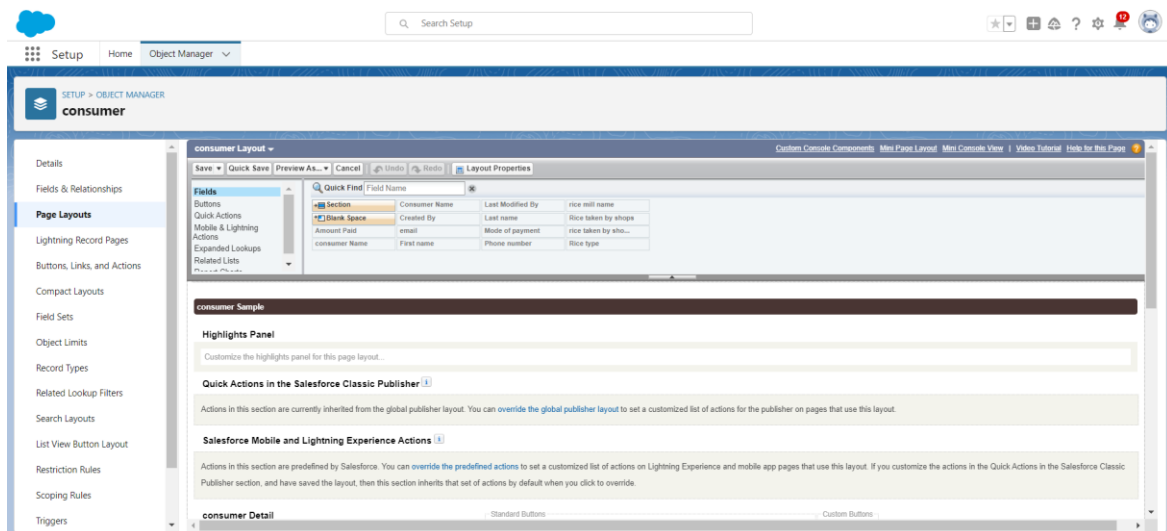 Search Setup
12
Setup Home Object Manager
SETUP > OBJECT MANAGER
consumer
Details
Fields & Relationships
Page Layouts
Lightning Record Pages
Buttons, Links, and Actions
Compact Layouts
Field Sets
Object Limits
Record Types
Related Lookup Filters
Search Layouts
List View Button Layout
Restriction Rules
Scoping Rules
Triggers
consumer Layout
Custom Console Components Mini Page Layout Mini Console View | Video Tutorial Help for this Page
Save Quick Save Preview As... Cancel Undo Redo Layout Properties
Fields
Buttons
Quick Actions
Mobile & Lightning
Actions
Expanded Lookups
Related Lists
Report Charts
Quick Find Field Name
Section Consumer Name Last Modified By rice mill name
Blank Space Created By Last name Rice taken by shops
Amount Paid email Mode of payment rice taken by sho...
consumer Name First name Phone number Rice type
consumer Sample
Highlights Panel
Customize the highlights panel for this page layout...
Quick Actions in the Salesforce Classic Publisher
Actions in this section are currently inherited from the global publisher layout. You can override the global publisher layout to set a customized list of actions for the publisher on pages that use this layout.
Salesforce Mobile and Lightning Experience Actions
Actions in this section are predefined by Salesforce. You can override the predefined actions to set a customized list of actions on Lightning Experience and mobile app pages that use this layout. If you customize the actions in the Quick Actions in the Salesforce Classic
Publisher section, and have saved the layout, then this section inherits that set of actions by default when you click to override.
consumer Detail Standard Buttons Custom Buttons